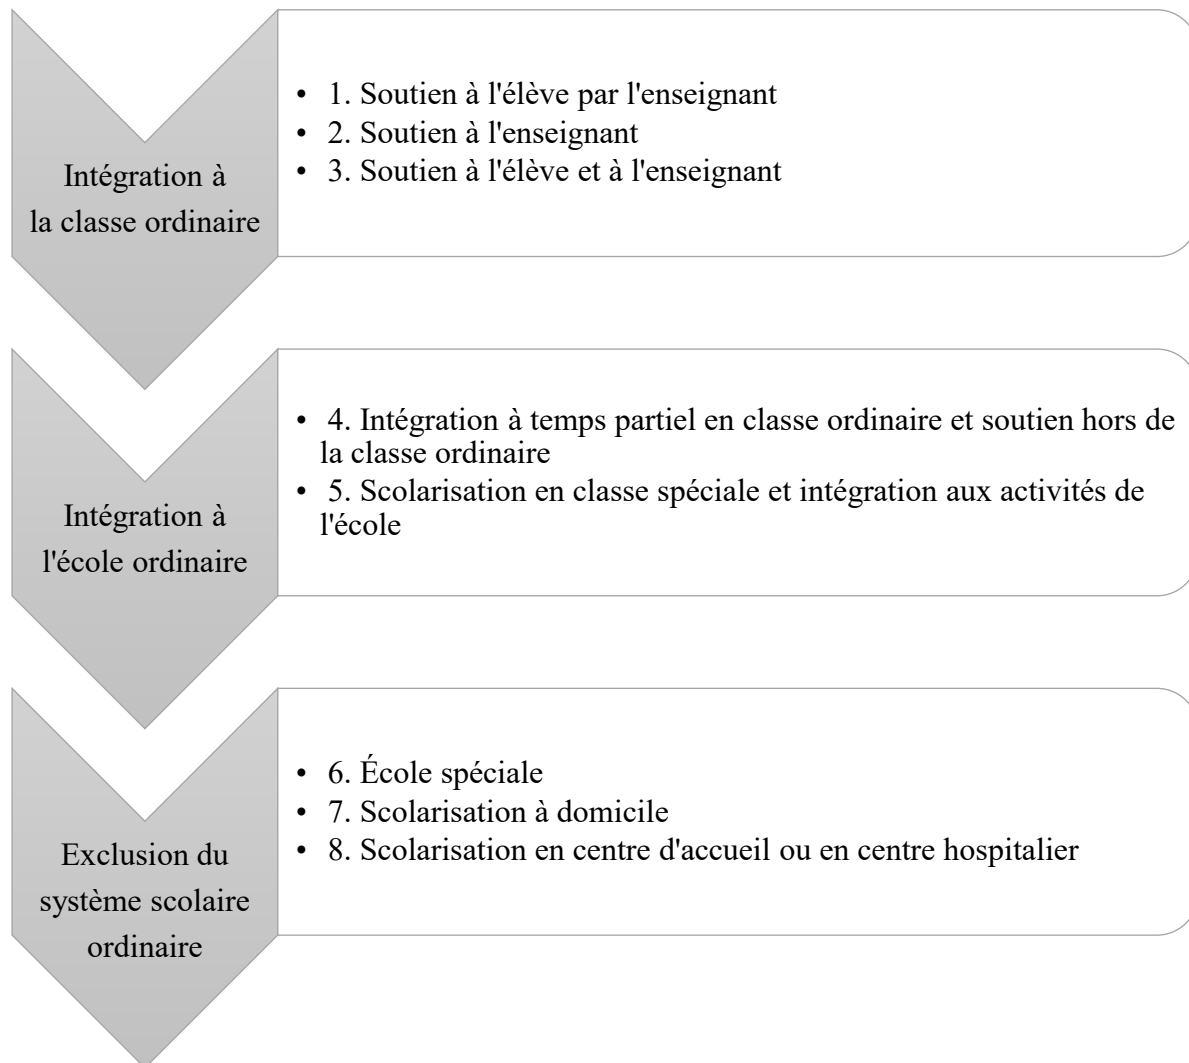 Intégration à
la classe ordinaire
• 1. Soutien à l'élève par l'enseignant
• 2. Soutien à l'enseignant
• 3. Soutien à l'élève et à l'enseignant
Intégration à
l'école ordinaire
• 4. Intégration à temps partiel en classe ordinaire et soutien hors de
la classe ordinaire
• 5. Scolarisation en classe spéciale et intégration aux activités de
l'école
Exclusion du
système scolaire
ordinaire
• 6. École spéciale
• 7. Scolarisation à domicile
• 8. Scolarisation en centre d'accueil ou en centre hospitalier